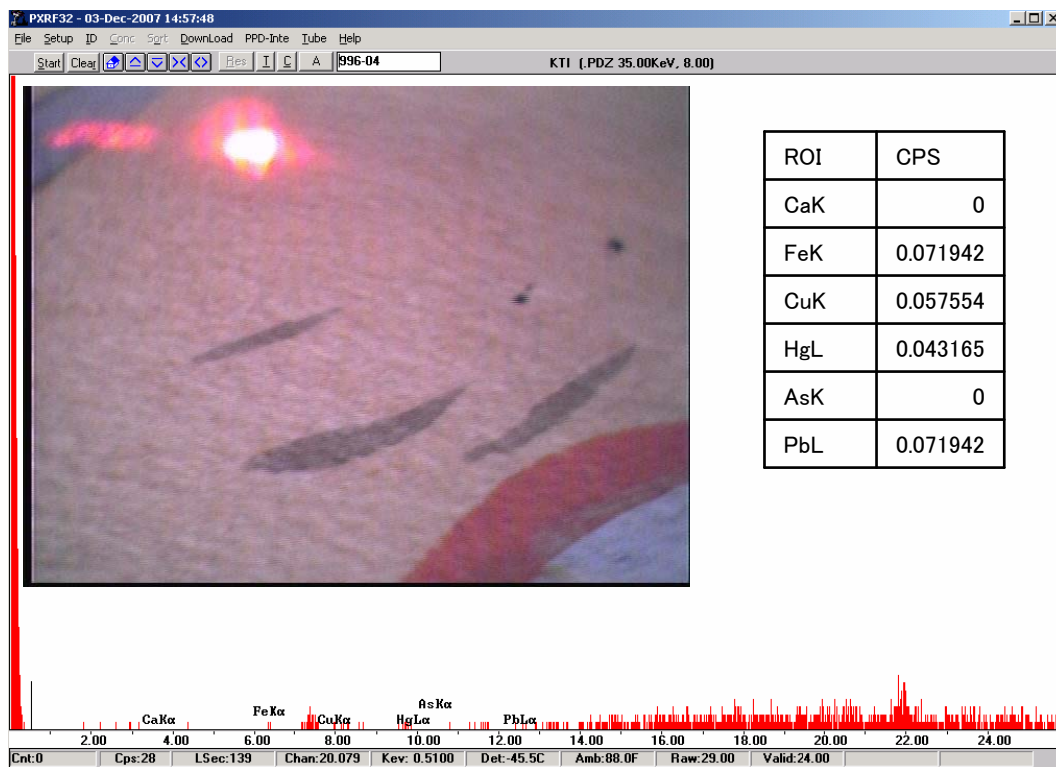 PXRF32 - 03-Dec-2007 14:57:48
File Setup ID Conc Sort DownLoad PPD-Inte Tube Help
Start Clear Res I C A 996-04 KTI (.PDZ 35.00KeV, 8.00)
ROI CPS
CaK 0
FeK 0.071942
CuK 0.057554
HgL 0.043165
AsK 0
PbL 0.071942
AsKα
FeKα
CaKα CuKα HgLα PbLα
2.00 4.00 6.00 8.00 10.00 12.00 14.00 16.00 18.00 20.00 22.00 24.00
Cnt:0 Cps:28 LSec:139 Chan:20.079 Kev: 0.5100 Det:-45.5C Amb:88.0F Raw:29.00 Valid:24.00